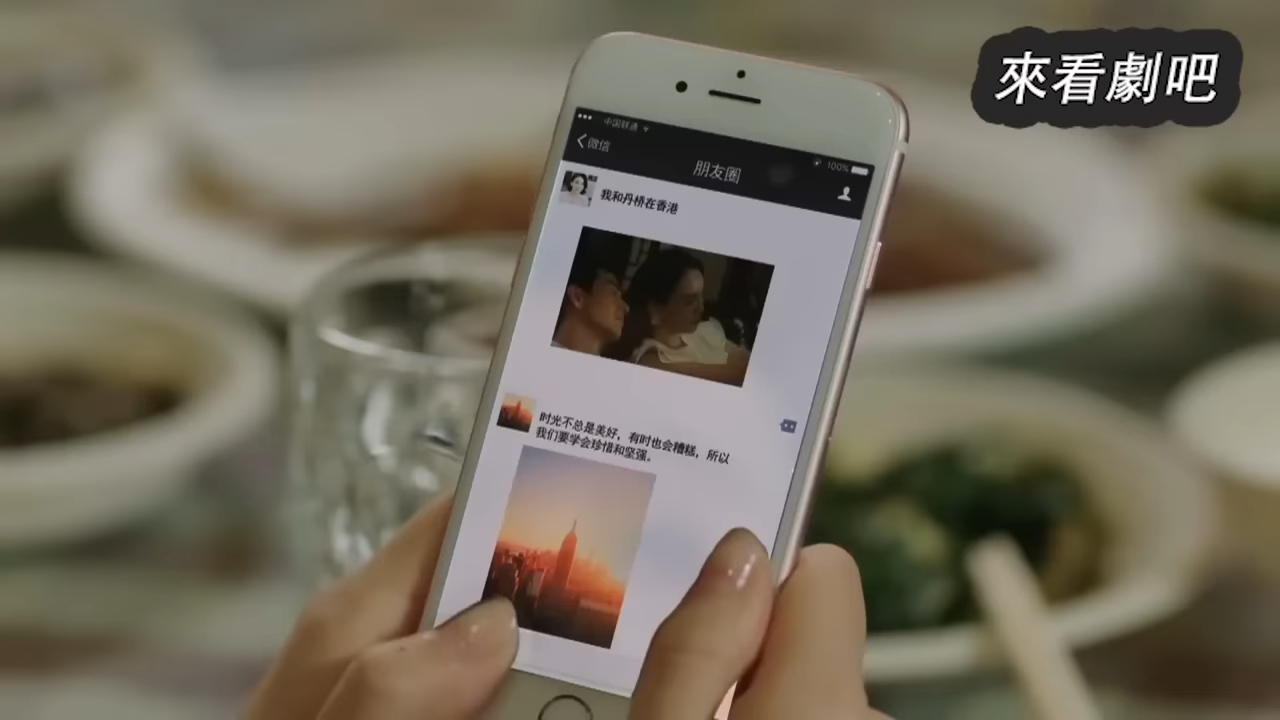 來看劇吧
中国联通
100%
微信
朋友圈
我和丹桥在香港
时光不总是美好，有时也会糟糕，所以
我们要学会珍惜和坚强。